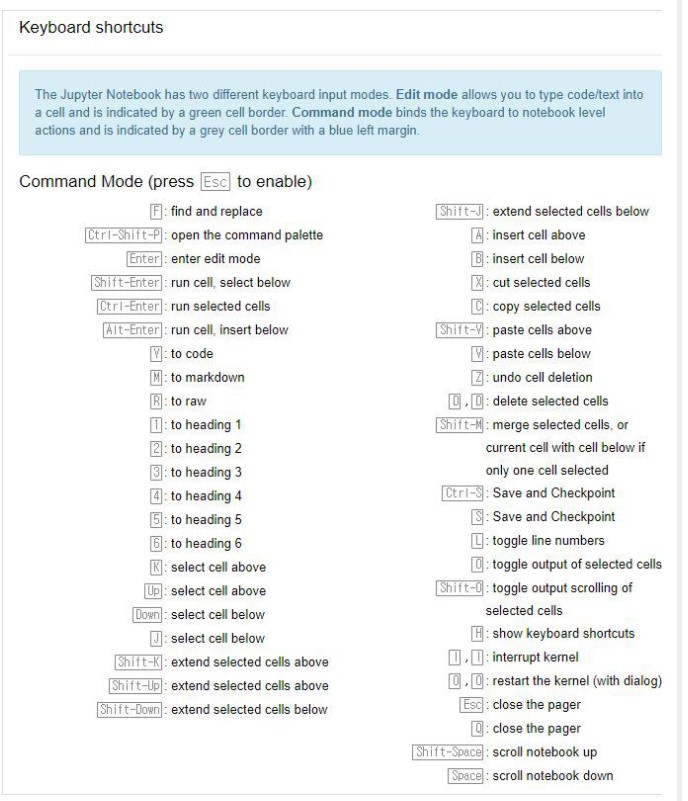 Keyboard shortcuts
The Jupyter Notebook has two different keyboard input modes. Edit mode allows you to type code/text into
a cell and is indicated by a green cell border. Command mode binds the keyboard to notebook level
actions and is indicated by a grey cell border with a blue left margin.
Command Mode (press Esc to enable)
F: find and replace
Ctrl-Shift-P: open the command palette
Enter: enter edit mode
Shift-Enter: run cell, select below
Ctrl-Enter: run selected cells
Alt-Enter: run cell, insert below
Y: to code
M: to markdown
R: to raw
1: to heading 1
2: to heading 2
3: to heading 3
4: to heading 4
5: to heading 5
6: to heading 6
K: select cell above
Up: select cell above
Down: select cell below
J: select cell below
Shift-K: extend selected cells above
Shift-Up: extend selected cells above
Shift-Down: extend selected cells below
Shift-J: extend selected cells below
A: insert cell above
B: insert cell below
X: cut selected cells
C: copy selected cells
Shift-V: paste cells above
V: paste cells below
Z: undo cell deletion
D , D: delete selected cells
Shift-M: merge selected cells, or
current cell with cell below if
only one cell selected
Ctrl-S: Save and Checkpoint
S: Save and Checkpoint
L: toggle line numbers
O: toggle output of selected cells
Shift-O: toggle output scrolling of
selected cells
H: show keyboard shortcuts
I , I: interrupt kernel
0 , 0: restart the kernel (with dialog)
Esc: close the pager
Q: close the pager
Shift-Space: scroll notebook up
Space: scroll notebook down